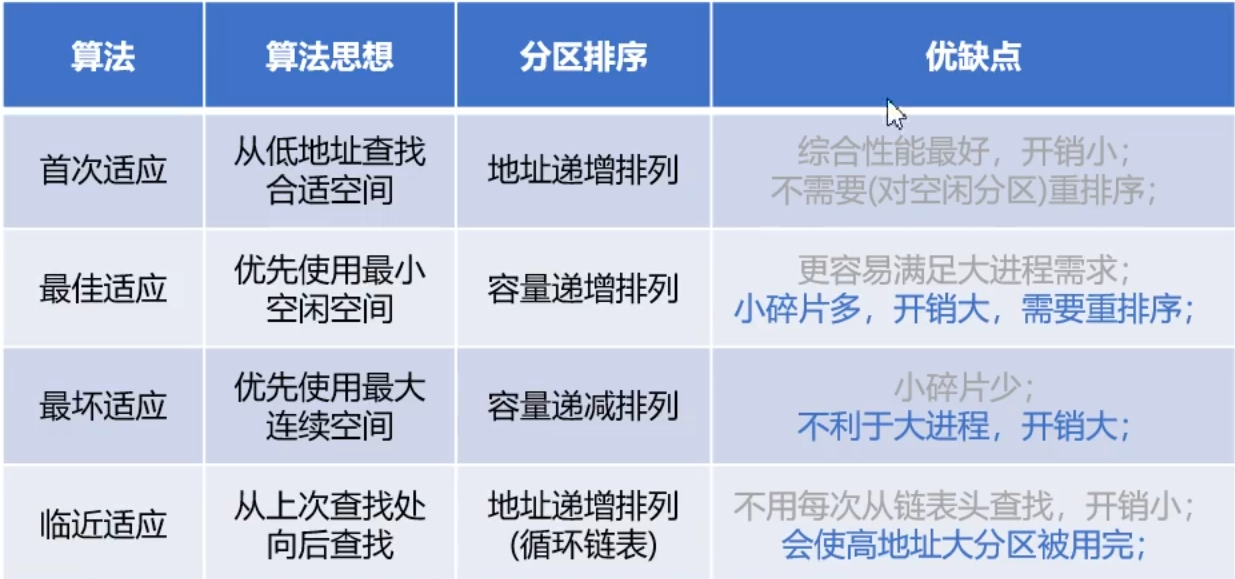 算法 算法思想 分区排序 优缺点
首次适应 从低地址查找 地址递增排列 综合性能最好，开销小；
合适空间 不需要(对空闲分区)重排序；
最佳适应 优先使用最小 容量递增排列 更容易满足大进程需求；
空闲空间 小碎片多，开销大，需要重排序；
最坏适应 优先使用最大 容量递减排列 小碎片少；
连续空间 不利于大进程，开销大；
临近适应 从上次查找处 地址递增排列 不用每次从链表头查找，开销小；
向后查找 (循环链表) 会使高地址大分区被用完；